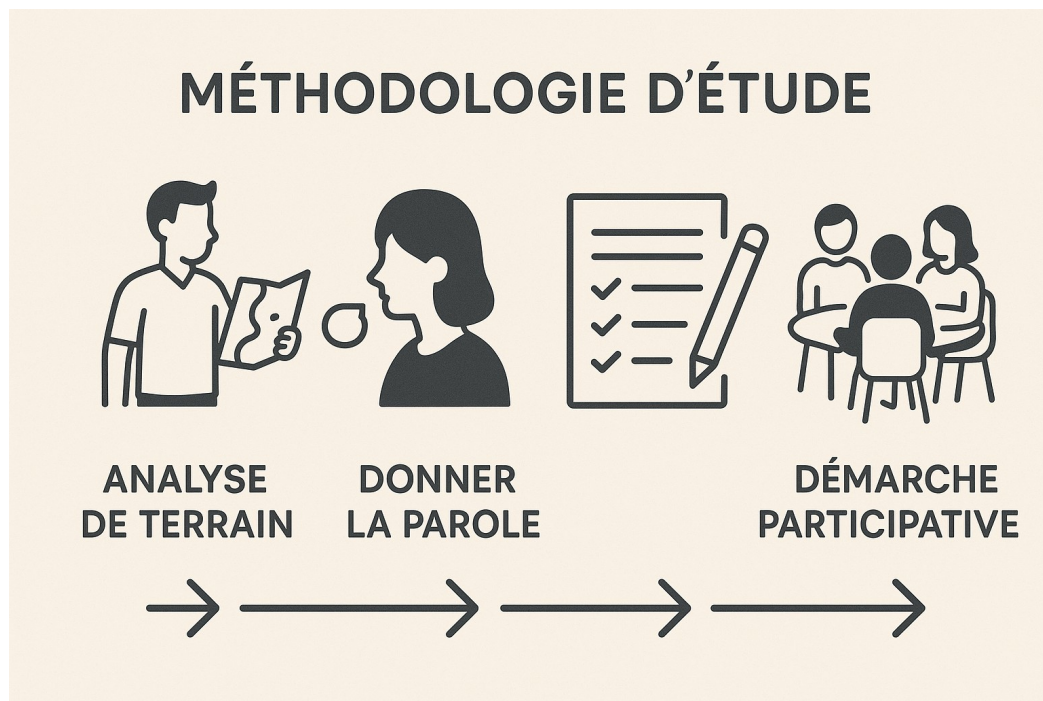 MÉTHODOLOGIE D'ÉTUDE
ANALYSE
DE TERRAIN
DONNER
LA PAROLE
DÉMARCHE
PARTICIPATIVE